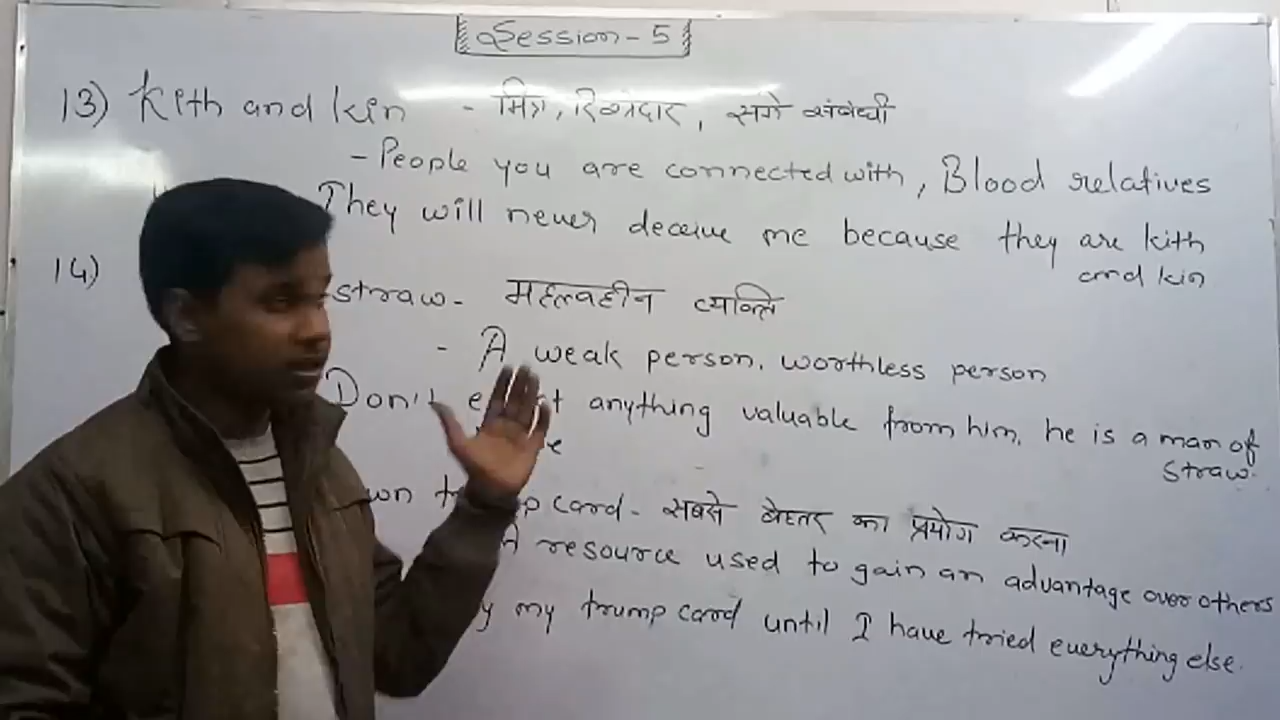 Session - 5
13) Kith and kin - मित्र, रिश्तेदार, सगे संबंधी
- People you are connected with, Blood relatives
They will never deceive me because they are kith
and kin
14) straw - महत्वहीन व्यक्ति
- A weak person, worthless person
Don't anything valuable from him, he is a man of
straw.
card - सबसे बेहतर का प्रयोग करना
A resource used to gain an advantage over others
my trump card until I have tried everything else.